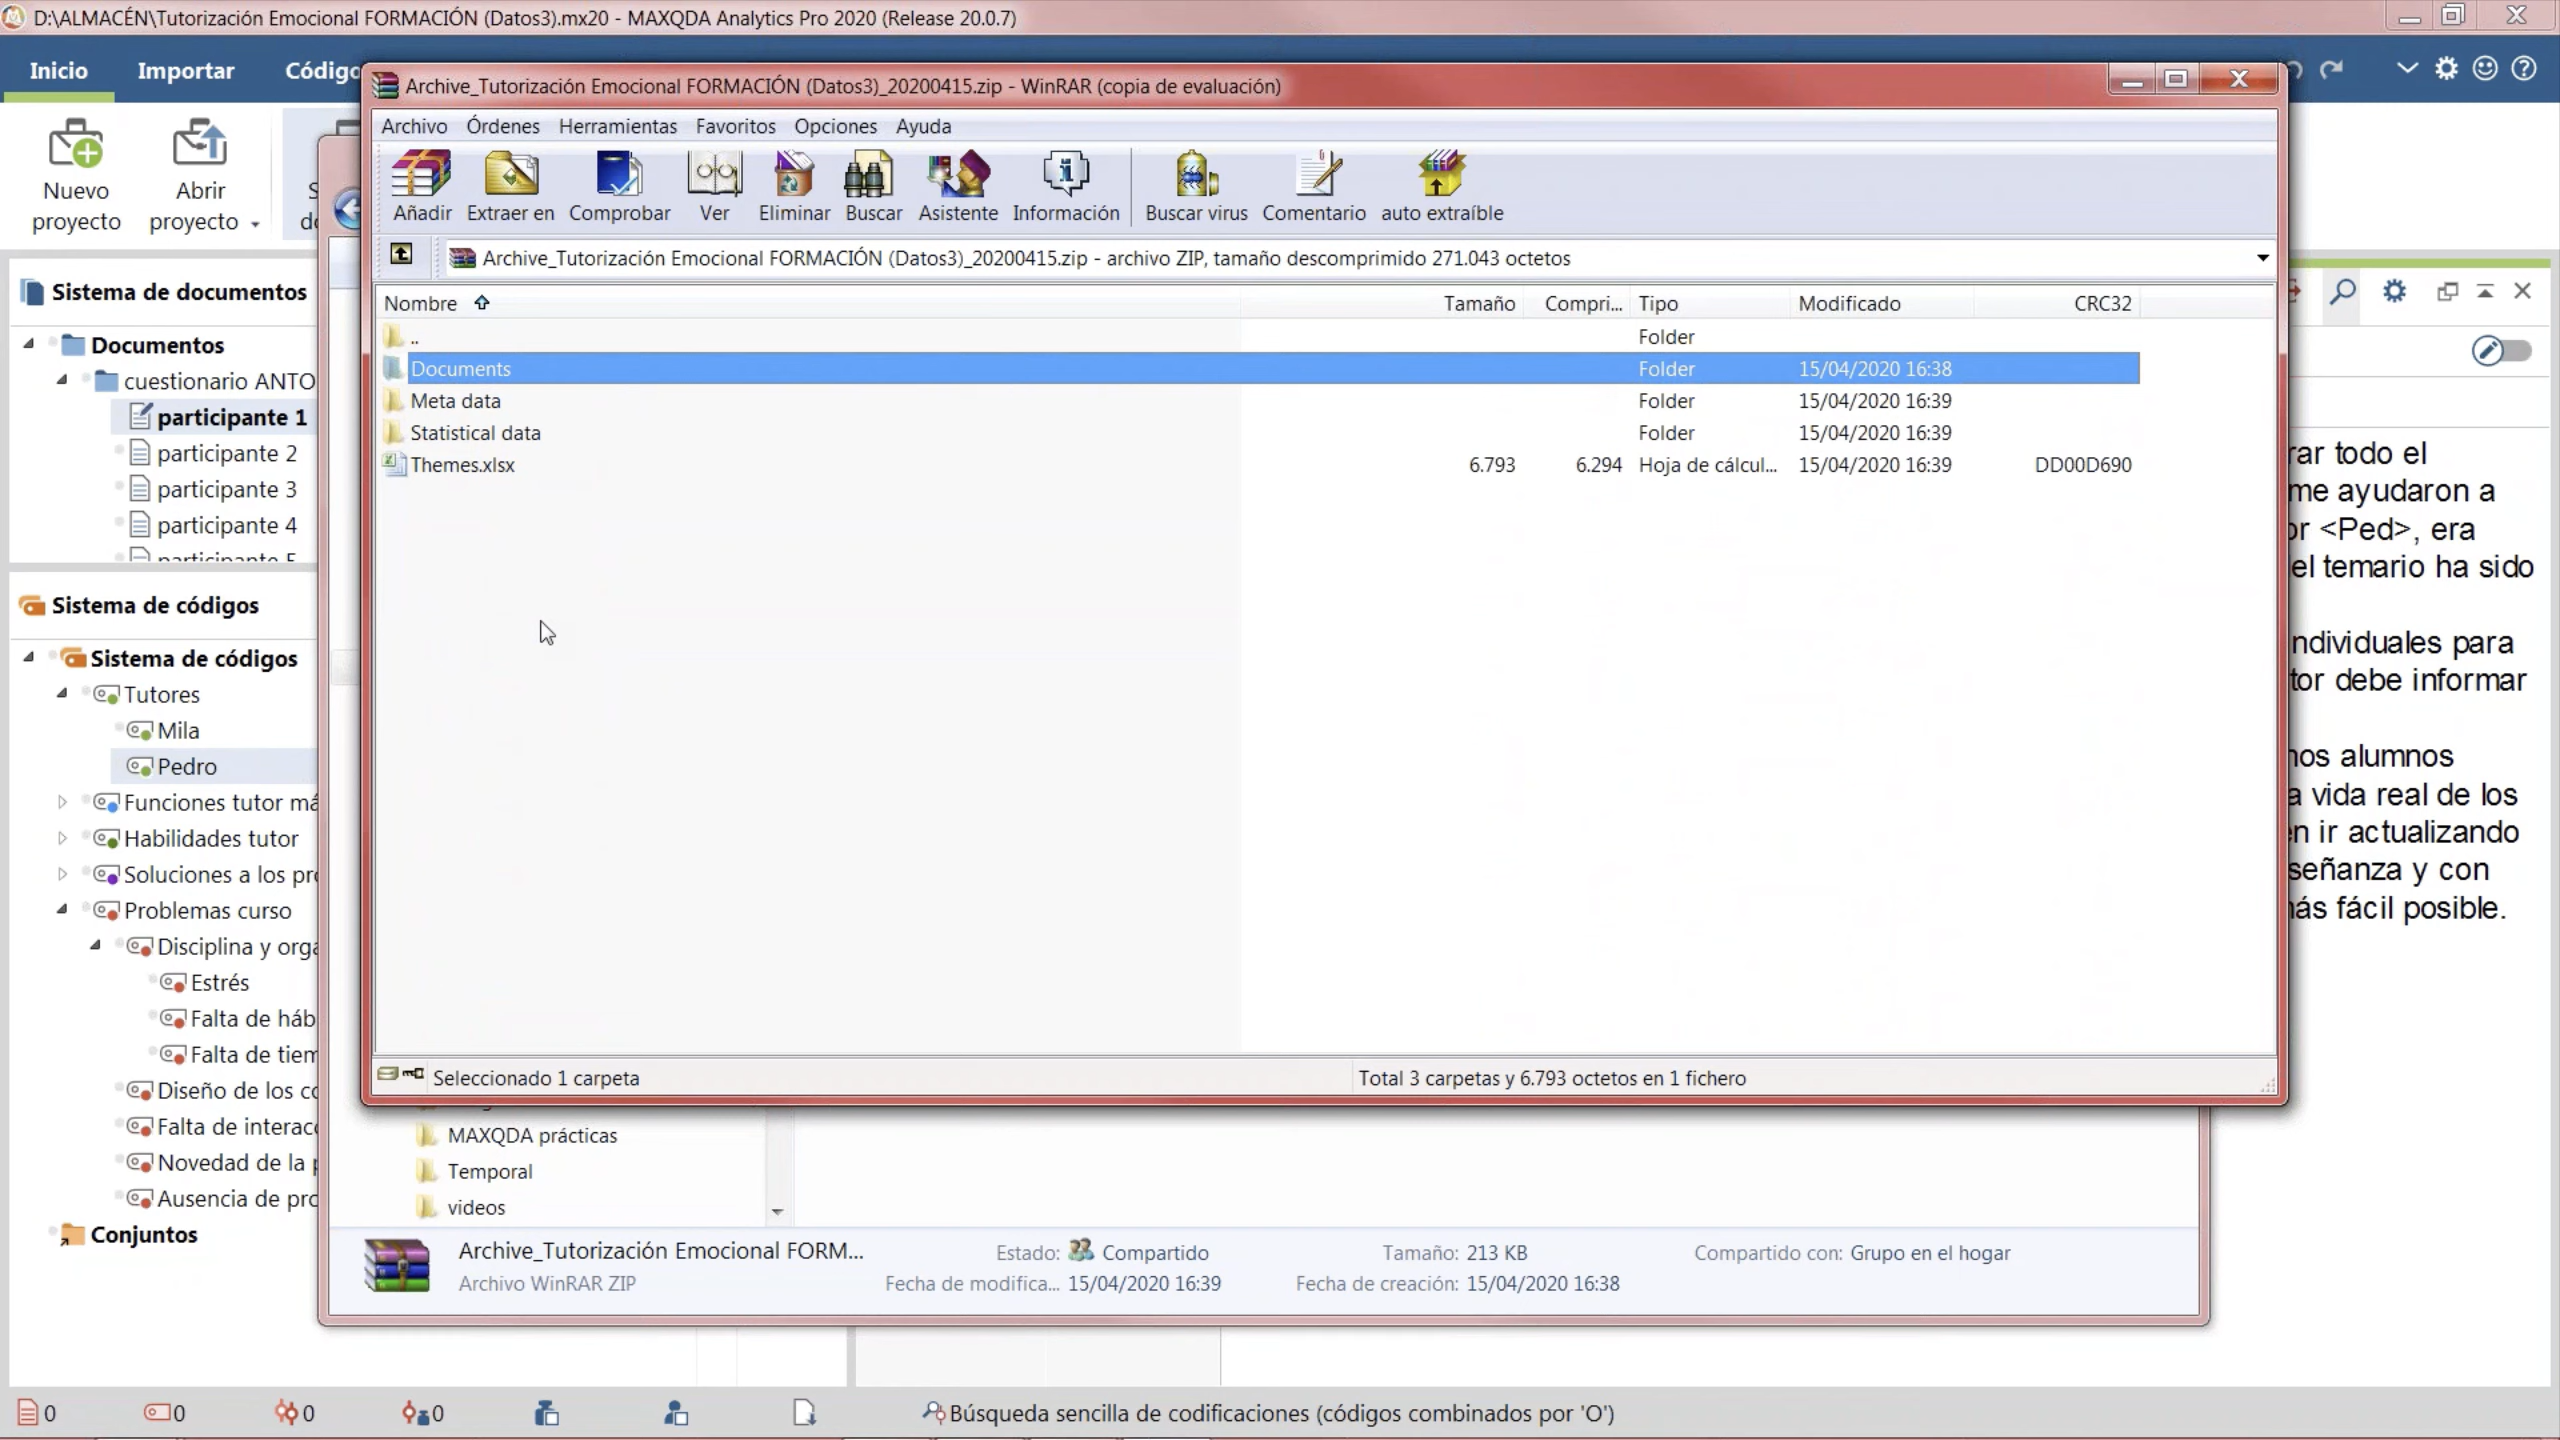 D:\ALMACÉN\Tutorización Emocional FORMACIÓN (Datos3).mx20 - MAXQDA Analytics Pro 2020 (Release 20.0.7)
Inicio Importar Código
Nuevo proyecto
Abrir proyecto
Archive_Tutorización Emocional FORMACIÓN (Datos3)_20200415.zip - WinRAR (copia de evaluación)
Archivo Órdenes Herramientas Favoritos Opciones Ayuda
Añadir Extraer en Comprobar Ver Eliminar Buscar Asistente Información Buscar virus Comentario auto extraíble
Archive_Tutorización Emocional FORMACIÓN (Datos3)_20200415.zip - archivo ZIP, tamaño descomprimido 271.043 octetos
Nombre Tamaño Compri... Tipo Modificado CRC32
.. Folder
Documents Folder 15/04/2020 16:38
Meta data Folder 15/04/2020 16:39
Statistical data Folder 15/04/2020 16:39
Themes.xlsx 6.793 6.294 Hoja de cálcul... 15/04/2020 16:39 DD00D690
Seleccionado 1 carpeta Total 3 carpetas y 6.793 octetos en 1 fichero
Sistema de documentos
Documentos
cuestionario ANTO
participante 1
participante 2
participante 3
participante 4
participante 5
Sistema de códigos
Sistema de códigos
Tutores
Mila
Pedro
Funciones tutor má
Habilidades tutor
Soluciones a los pro
Problemas curso
Disciplina y orga
Estrés
Falta de háb
Falta de tiem
Diseño de los co
Falta de interacc
Novedad de la p
Ausencia de pro
Conjuntos
rar todo el
me ayudaron a
or <Ped>, era
el temario ha sido
ndividuales para
tor debe informar
nos alumnos
a vida real de los
en ir actualizando
señanza y con
más fácil posible.
MAXQDA prácticas
Temporal
videos
Archive_Tutorización Emocional FORM... Estado: Compartido Tamaño: 213 KB Compartido con: Grupo en el hogar
Archivo WinRAR ZIP Fecha de modifica... 15/04/2020 16:39 Fecha de creación: 15/04/2020 16:38
0 0 0 0 Búsqueda sencilla de codificaciones (códigos combinados por 'O')